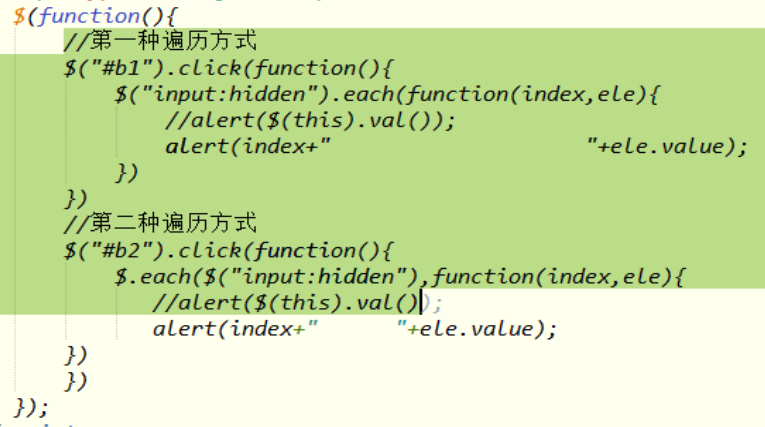 $(function(){
//第一种遍历方式
$("#b1").click(function(){
$("input:hidden").each(function(index,ele){
//alert($(this).val());
alert(index+"                    "+ele.value);
})
})
//第二种遍历方式
$("#b2").click(function(){
$.each($("input:hidden"),function(index,ele){
//alert($(this).val());
alert(index+"      "+ele.value);
})
})
});